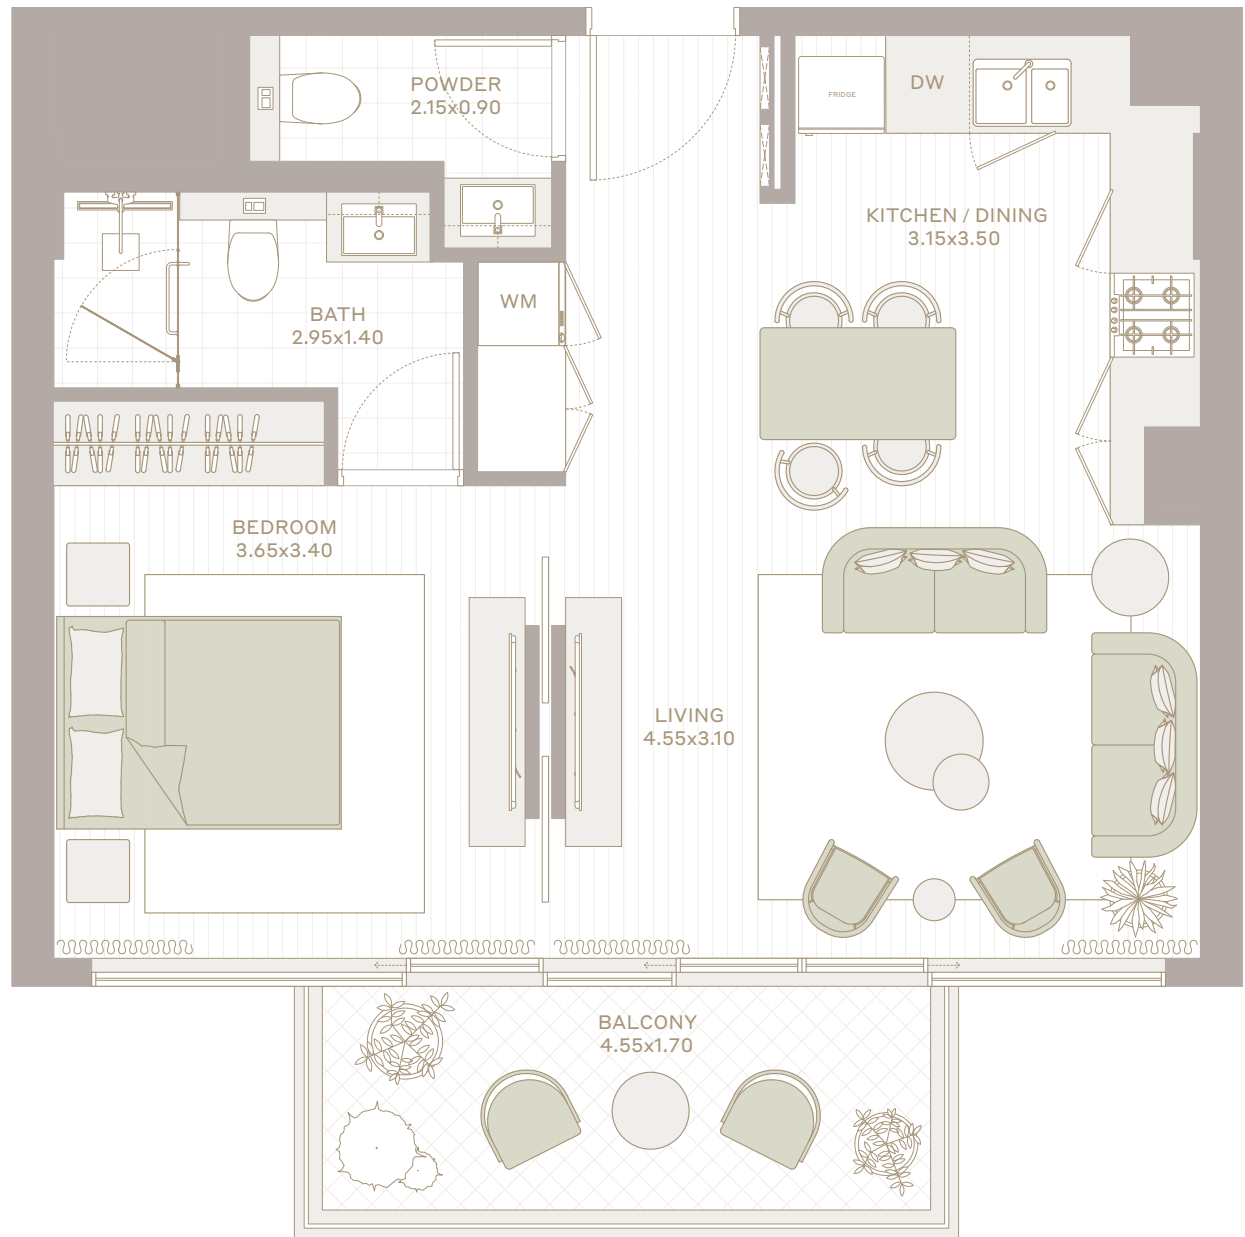 POWDER
2.15x0.90
FRIDGE
DW
KITCHEN / DINING
3.15x3.50
WM
BATH
2.95x1.40
BEDROOM
3.65x3.40
LIVING
4.55x3.10
BALCONY
4.55x1.70